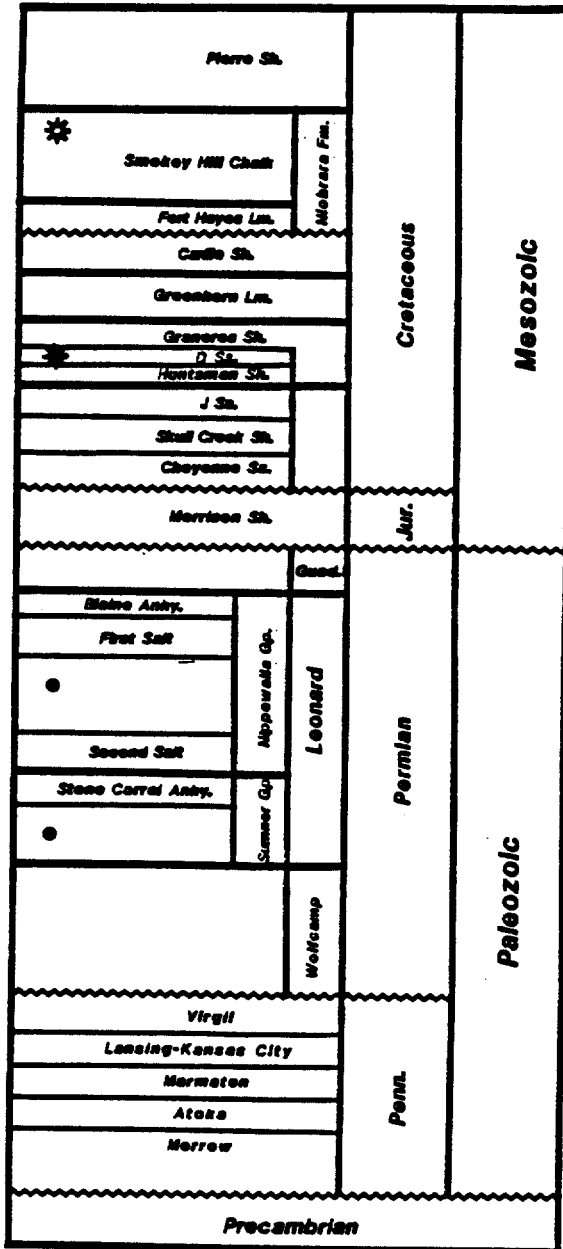 Pierre Sh.
Smokey Hill Chalk
Niobrara Fm.
Fort Hayes Lm.
Carlile Sh.
Greenhorn Lm.
Graneros Sh.
D Ss.
Huntsman Sh.
J Ss.
Skull Creek Sh.
Cheyenne Ss.
Cretaceous
Morrison Sh.
Jur.
Mesozoic
Guad.
Blaine Anhy.
First Salt
Second Salt
Nippewalla Gp.
Stone Corral Anhy.
Sumner Gp.
Leonard
Wolfcamp
Permian
Virgil
Lansing-Kansas City
Marmaton
Atoka
Morrow
Penn.
Paleozoic
Precambrian